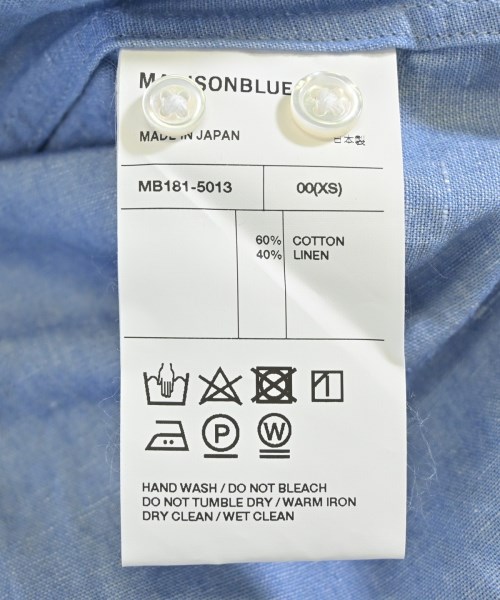 MADISONBLUE
MADE IN JAPAN 日本製
MB181-5013 00(XS)
60% COTTON
40% LINEN
P W
HAND WASH / DO NOT BLEACH
DO NOT TUMBLE DRY / WARM IRON
DRY CLEAN / WET CLEAN